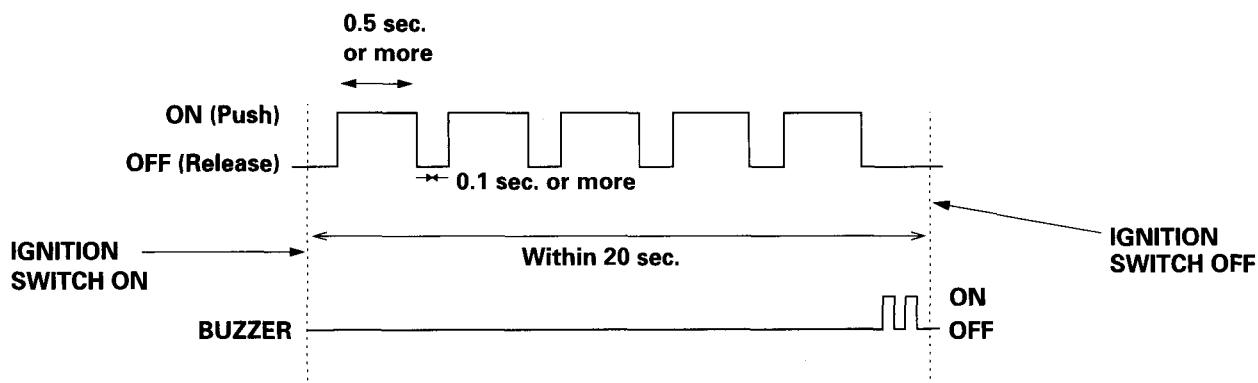 0.5 sec.
or more
ON (Push)
OFF (Release)
0.1 sec. or more
IGNITION
SWITCH ON
Within 20 sec.
IGNITION
SWITCH OFF
BUZZER
ON
OFF